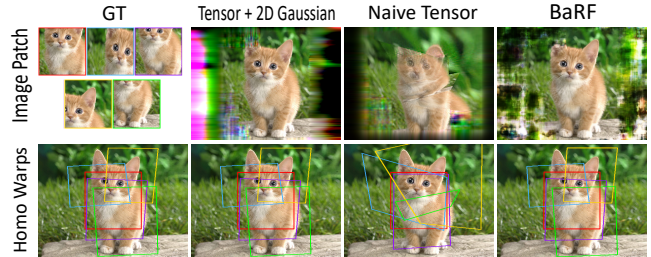 GT
Tensor + 2D Gaussian
Naive Tensor
BaRF
Image Patch
Homo Warps